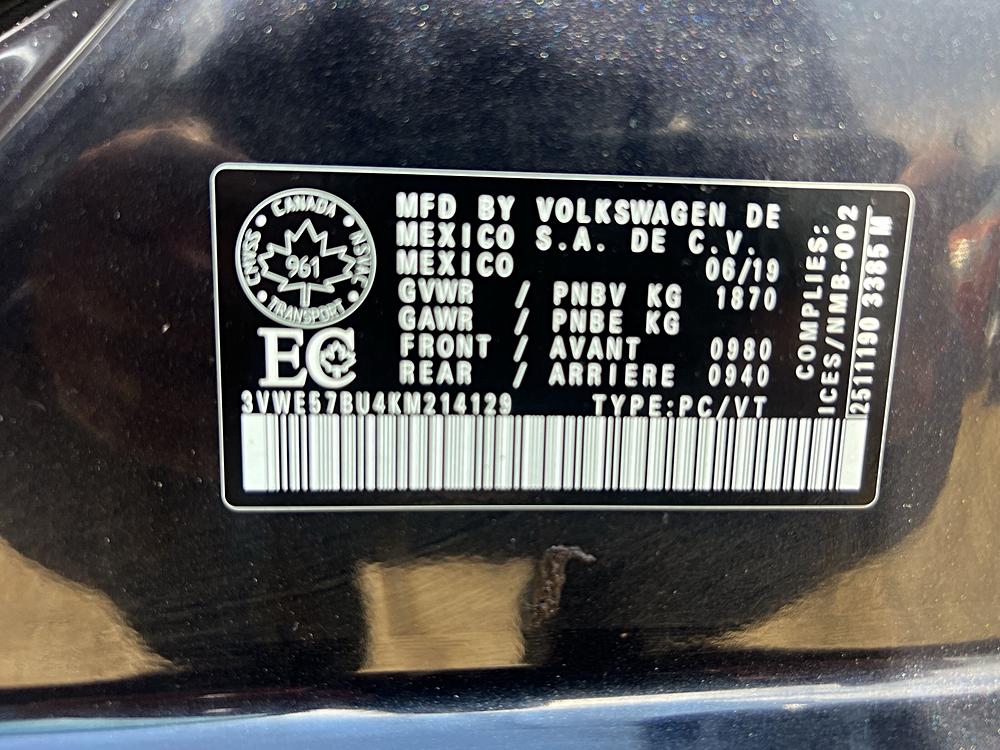 CANADA
CMVSS NSVAC
961
TRANSPORT
EC
MFD BY VOLKSWAGEN DE
MEXICO S.A. DE C.V.
MEXICO 06/19
GVWR / PNBV KG 1870
GAWR / PNBE KG
FRONT / AVANT 0980
REAR / ARRIERE 0940
3VWE57BU4KM214129 TYPE:PC/VT
COMPLIES:
ICES/NMB-002
2511190 3385 M